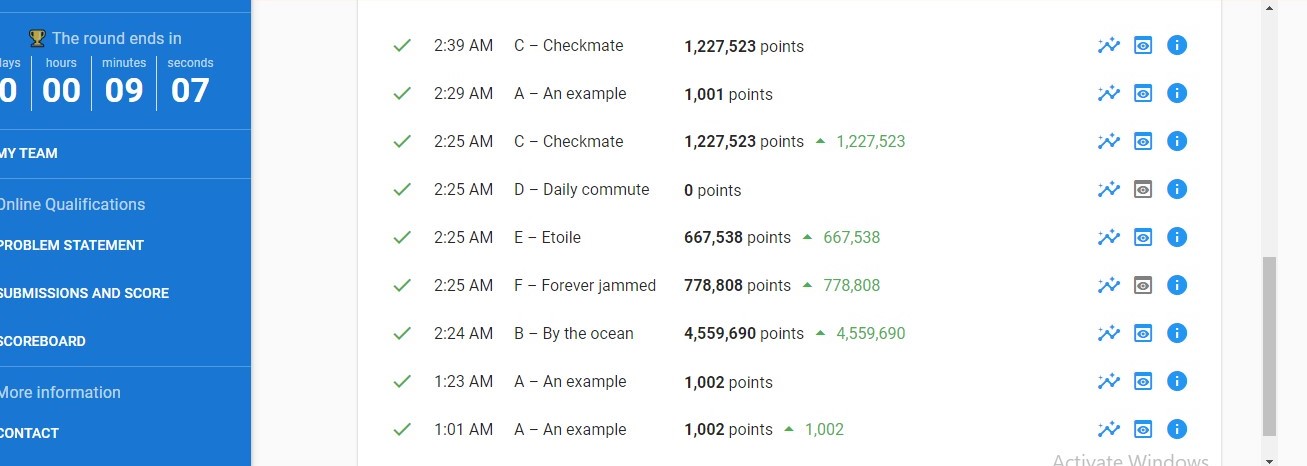 The round ends in
ays hours minutes seconds
0 00 09 07
MY TEAM
Online Qualifications
PROBLEM STATEMENT
SUBMISSIONS AND SCORE
SCOREBOARD
More information
CONTACT
2:39 AM C – Checkmate 1,227,523 points
2:29 AM A – An example 1,001 points
2:25 AM C – Checkmate 1,227,523 points 1,227,523
2:25 AM D – Daily commute 0 points
2:25 AM E – Etoile 667,538 points 667,538
2:25 AM F – Forever jammed 778,808 points 778,808
2:24 AM B – By the ocean 4,559,690 points 4,559,690
1:23 AM A – An example 1,002 points
1:01 AM A – An example 1,002 points 1,002
Activate Windows